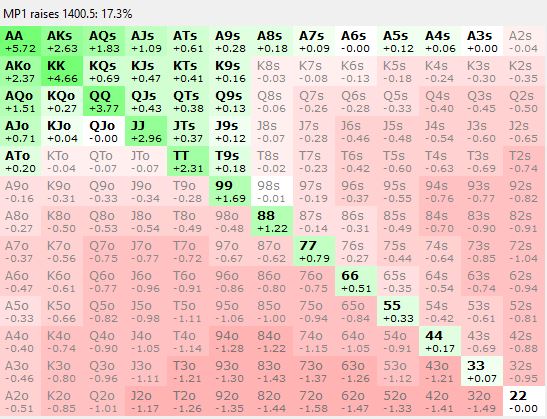 MP1 raises 1400.5: 17.3%
AA AKs AQs AJs ATs A9s A8s A7s A6s A5s A4s A3s A2s
+5.72 +2.63 +1.83 +1.09 +0.61 +0.28 +0.18 +0.09 -0.00 +0.12 +0.06 +0.00 -0.04
AKo KK KQs KJs KTs K9s K8s K7s K6s K5s K4s K3s K2s
+2.37 +4.66 +0.69 +0.47 +0.41 +0.16 -0.03 -0.08 -0.13 -0.18 -0.24 -0.30 -0.35
AQo KQo QQ QJs QTs Q9s Q8s Q7s Q6s Q5s Q4s Q3s Q2s
+1.51 +0.27 +3.77 +0.43 +0.38 +0.13 -0.06 -0.26 -0.28 -0.33 -0.40 -0.45 -0.50
AJo KJo QJo JJ JTs J9s J8s J7s J6s J5s J4s J3s J2s
+0.71 +0.04 -0.00 +2.96 +0.37 +0.12 -0.07 -0.28 -0.46 -0.48 -0.54 -0.60 -0.65
ATo KTo QTo JTo TT T9s T8s T7s T6s T5s T4s T3s T2s
+0.20 -0.04 -0.07 -0.07 +2.31 +0.18 -0.02 -0.23 -0.42 -0.60 -0.63 -0.69 -0.74
A9o K9o Q9o J9o T9o 99 98s 97s 96s 95s 94s 93s 92s
-0.16 -0.31 -0.33 -0.34 -0.28 +1.69 -0.01 -0.19 -0.37 -0.55 -0.76 -0.77 -0.82
A8o K8o Q8o J8o T8o 98o 88 87s 86s 85s 84s 83s 82s
-0.27 -0.50 -0.53 -0.54 -0.49 -0.48 +1.22 -0.14 -0.31 -0.49 -0.70 -0.90 -0.91
A7o K7o Q7o J7o T7o 97o 87o 77 76s 75s 74s 73s 72s
-0.37 -0.56 -0.75 -0.77 -0.72 -0.67 -0.62 +0.79 -0.27 -0.44 -0.64 -0.85 -1.04
A6o K6o Q6o J6o T6o 96o 86o 76o 66 65s 64s 63s 62s
-0.47 -0.61 -0.77 -0.96 -0.91 -0.86 -0.80 -0.75 +0.51 -0.35 -0.54 -0.74 -0.94
A5o K5o Q5o J5o T5o 95o 85o 75o 65o 55 54s 53s 52s
-0.33 -0.66 -0.82 -0.98 -1.11 -1.06 -1.00 -0.94 -0.84 +0.33 -0.42 -0.61 -0.81
A4o K4o Q4o J4o T4o 94o 84o 74o 64o 54o 44 43s 42s
-0.40 -0.74 -0.90 -1.05 -1.14 -1.28 -1.22 -1.15 -1.05 -0.91 +0.17 -0.69 -0.88
A3o K3o Q3o J3o T3o 93o 83o 73o 63o 53o 43o 33 32s
-0.46 -0.80 -0.96 -1.11 -1.21 -1.30 -1.43 -1.37 -1.26 -1.12 -1.21 +0.07 -0.95
A2o K2o Q2o J2o T2o 92o 82o 72o 62o 52o 42o 32o 22
-0.51 -0.85 -1.01 -1.17 -1.26 -1.35 -1.44 -1.58 -1.47 -1.33 -1.41 -1.49 -0.00